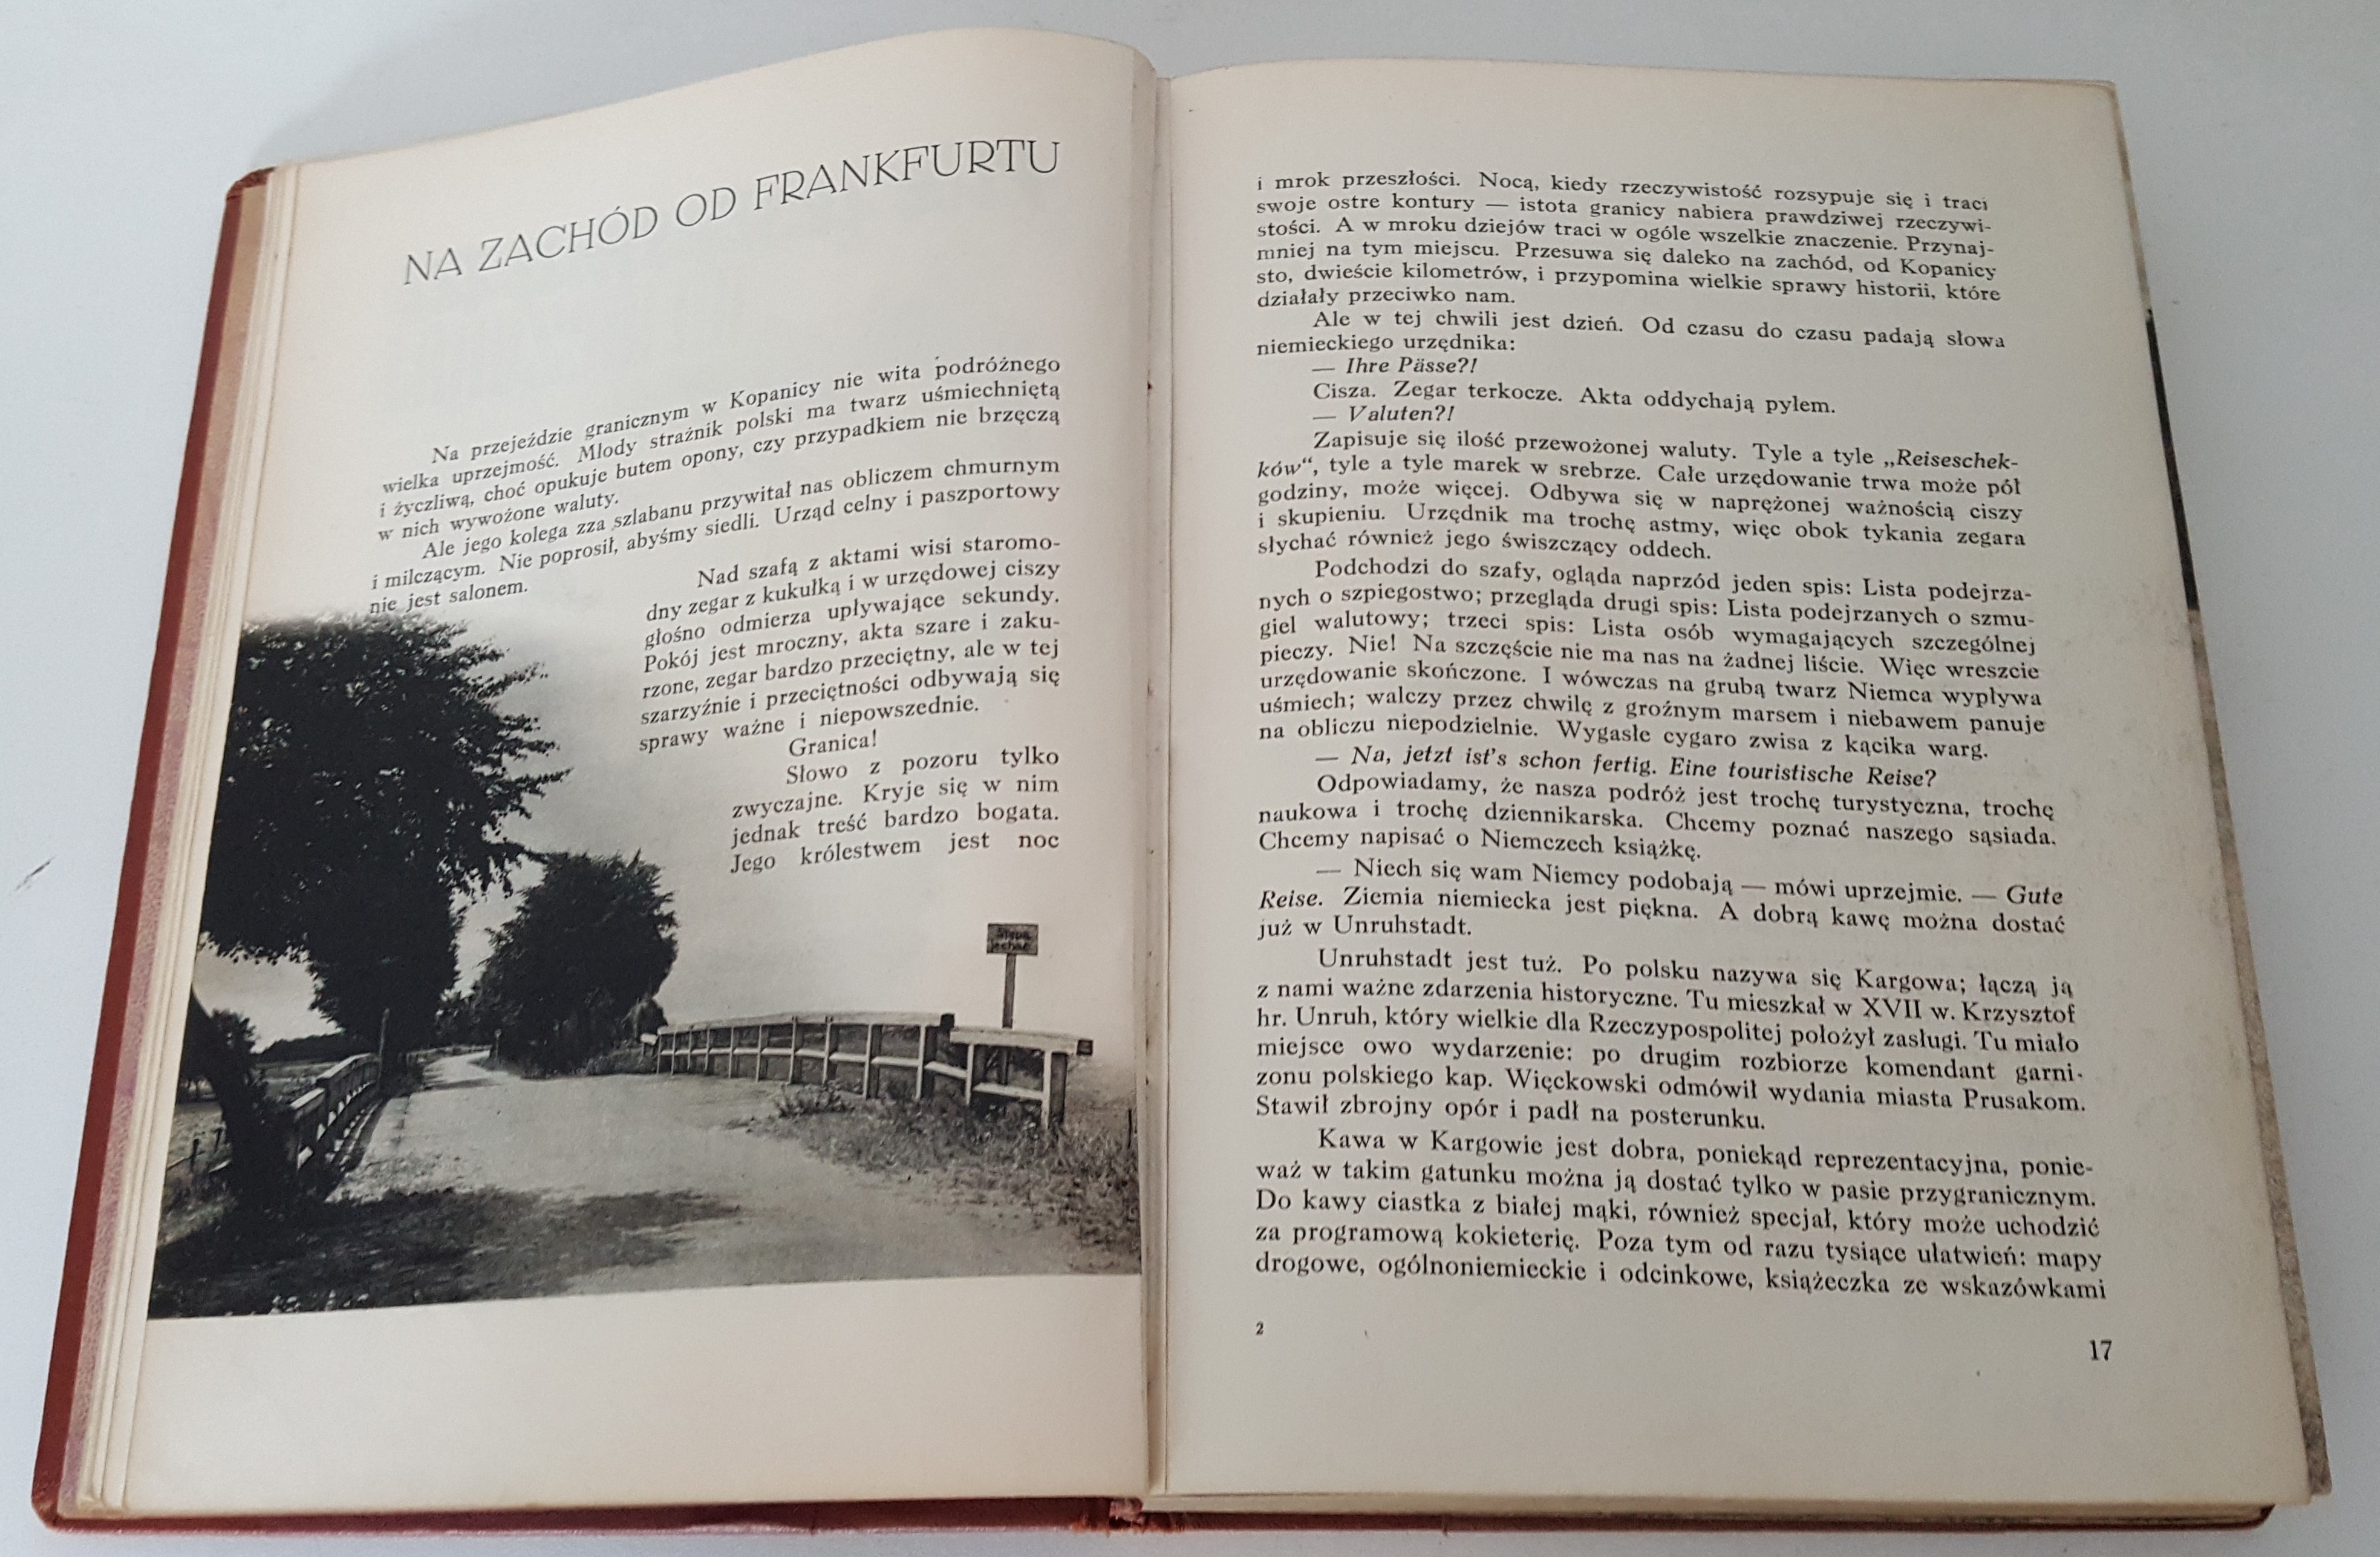 NA ZACHÓD OD FRANKFURTU
Na przejeździe granicznym w Kopanicy nie wita podróżnego
wielka uprzejmość. Młody strażnik polski ma twarz uśmiechniętą
i życzliwą, choć opukuje butem opony, czy przypadkiem nie brzęczą
w nich wywożone waluty.
Ale jego kolega zza szlabanu przywitał nas obliczem chmurnym
i milczącym. Nie poprosił, abyśmy siedli. Urząd celny i paszportowy
nie jest salonem.
Nad szafą z aktami wisi staromo-
dny zegar z kukułką i w urzędowej ciszy
głośno odmierza upływające sekundy.
Pokój jest mroczny, akta szare i zaku-
rzone, zegar bardzo przeciętny, ale w tej
szarzyźnie i przeciętności odbywają się
sprawy ważne i niepowszednie.
Granica!
Słowo z pozoru tylko
zwyczajne. Kryje się w nim
jednak treść bardzo bogata.
Jego królestwem jest noc
Stępa
jechać
i mrok przeszłości. Nocą, kiedy rzeczywistość rozsypuje się i traci
swoje ostre kontury — istota granicy nabiera prawdziwej rzeczywi-
stości. A w mroku dziejów traci w ogóle wszelkie znaczenie. Przynaj-
mniej na tym miejscu. Przesuwa się daleko na zachód, od Kopanicy
sto, dwieście kilometrów, i przypomina wielkie sprawy historii, które
działały przeciwko nam.
Ale w tej chwili jest dzień. Od czasu do czasu padają słowa
niemieckiego urzędnika:
— Ihre Pässe?!
Cisza. Zegar terkocze. Akta oddychają pyłem.
— Valuten?!
Zapisuje się ilość przewożonej waluty. Tyle a tyle „Reiseschek-
ków“, tyle a tyle marek w srebrze. Całe urzędowanie trwa może pół
godziny, może więcej. Odbywa się w naprężonej ważnością ciszy
i skupieniu. Urzędnik ma trochę astmy, więc obok tykania zegara
słychać również jego świszczący oddech.
Podchodzi do szafy, ogląda naprzód jeden spis: Lista podejrza-
nych o szpiegostwo; przegląda drugi spis: Lista podejrzanych o szmu-
giel walutowy; trzeci spis: Lista osób wymagających szczególnej
pieczy. Nie! Na szczęście nie ma nas na żadnej liście. Więc wreszcie
urzędowanie skończone. I wówczas na grubą twarz Niemca wypływa
uśmiech; walczy przez chwilę z groźnym marsem i niebawem panuje
na obliczu niepodzielnie. Wygasłe cygaro zwisa z kącika warg.
— Na, jetzt ist's schon fertig. Eine touristische Reise?
Odpowiadamy, że nasza podróż jest trochę turystyczna, trochę
naukowa i trochę dziennikarska. Chcemy poznać naszego sąsiada.
Chcemy napisać o Niemczech książkę.
— Niech się wam Niemcy podobają — mówi uprzejmie. — Gute
Reise. Ziemia niemiecka jest piękna. A dobrą kawę można dostać
już w Unruhstadt.
Unruhstadt jest tuż. Po polsku nazywa się Kargowa; łączą ją
z nami ważne zdarzenia historyczne. Tu mieszkał w XVII w. Krzysztof
hr. Unruh, który wielkie dla Rzeczypospolitej położył zasługi. Tu miało
miejsce owo wydarzenie: po drugim rozbiorze komendant garni-
zonu polskiego kap. Więckowski odmówił wydania miasta Prusakom.
Stawił zbrojny opór i padł na posterunku.
Kawa w Kargowie jest dobra, poniekąd reprezentacyjna, ponie-
waż w takim gatunku można ją dostać tylko w pasie przygranicznym.
Do kawy ciastka z białej mąki, również specjał, który może uchodzić
za programową kokieterię. Poza tym od razu tysiące ułatwień: mapy
drogowe, ogólnoniemieckie i odcinkowe, książeczka ze wskazówkami
2
17